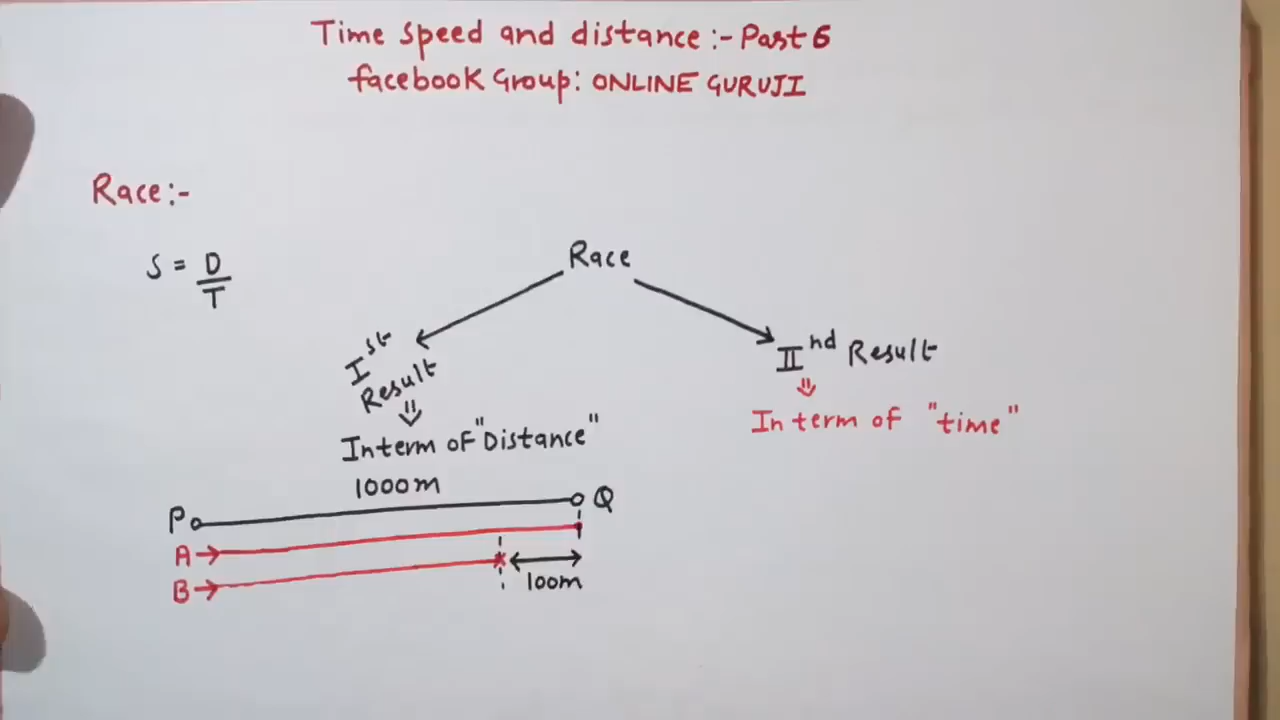 Time speed and distance :- Part 6
facebook Group: ONLINE GURUJI
Race:-
S = D
T
Race
Ist
Result
⇓
Interm of "Distance"
IInd Result
⇓
In term of "time"
1000m
P Q
A→
B→
100m